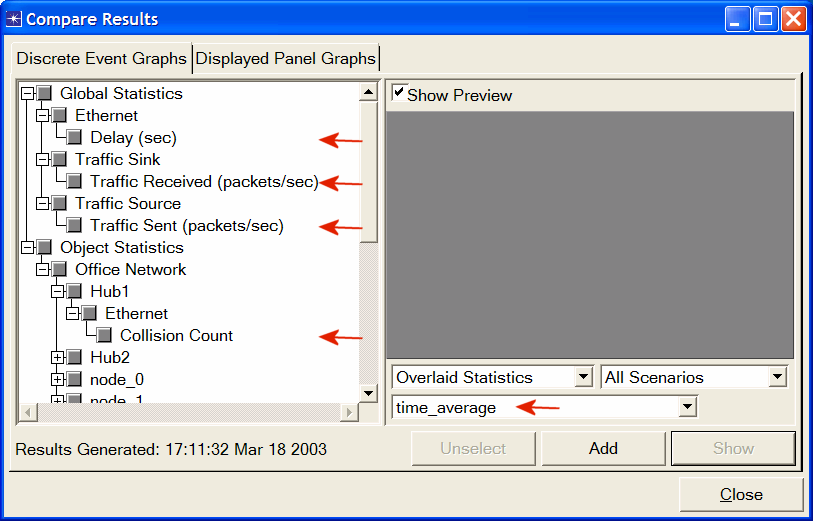 Compare Results
Discrete Event Graphs
Displayed Panel Graphs
Global Statistics
Ethernet
Delay (sec)
Traffic Sink
Traffic Received (packets/sec)
Traffic Source
Traffic Sent (packets/sec)
Object Statistics
Office Network
Hub1
Ethernet
Collision Count
Hub2
node_0
node_1
Show Preview
Overlaid Statistics
All Scenarios
time_average
Results Generated: 17:11:32 Mar 18 2003
Unselect
Add
Show
Close